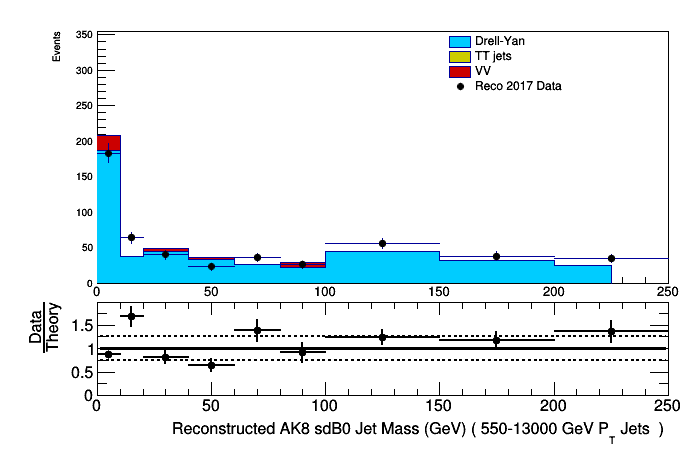 Events
350
300
250
200
150
100
50
0
Drell-Yan
TT jets
VV
Reco 2017 Data
0 50 100 150 200 250
Data
Theory
1.5
1
0.5
0
0 50 100 150 200 250
Reconstructed AK8 sdB0 Jet Mass (GeV) ( 550-13000 GeV P_T Jets )